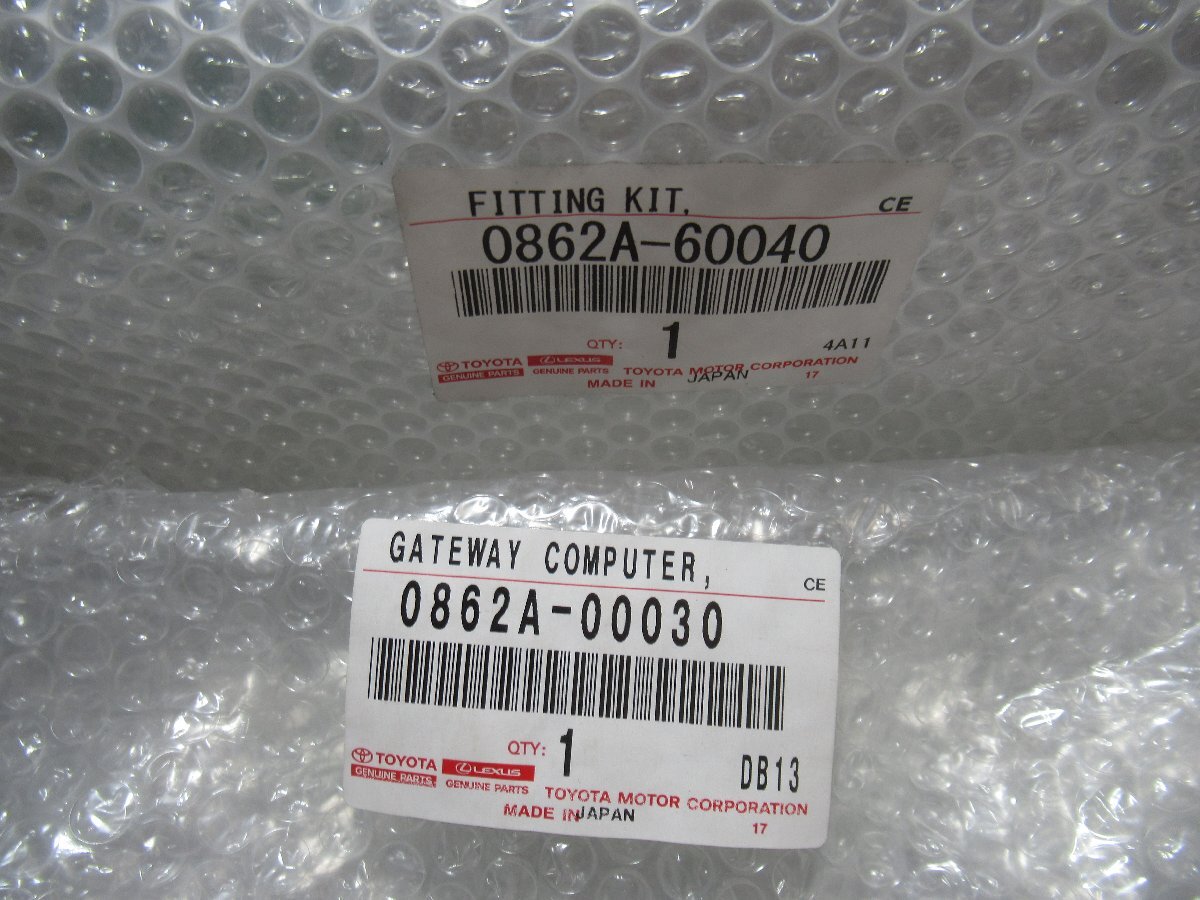 FITTING KIT,
CE
0862A-60040
QTY: 1
4A11
TOYOTA LEXUS TOYOTA MOTOR CORPORATION
GENUINE PARTS GENUINE PARTS
MADE IN JAPAN 17
GATEWAY COMPUTER,
CE
0862A-00030
QTY: 1
DB13
TOYOTA LEXUS
GENUINE PARTS GENUINE PARTS TOYOTA MOTOR CORPORATION
MADE IN JAPAN 17